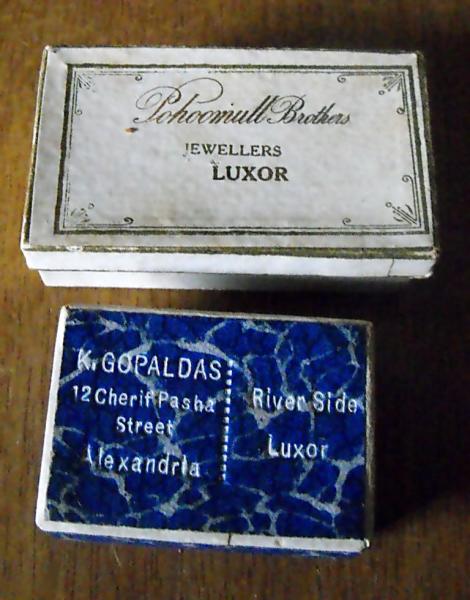 Pohoomull Brothers
JEWELLERS
LUXOR
K. GOPALDAS
12 Cherif Pasha
Street
Alexandria
River Side
Luxor